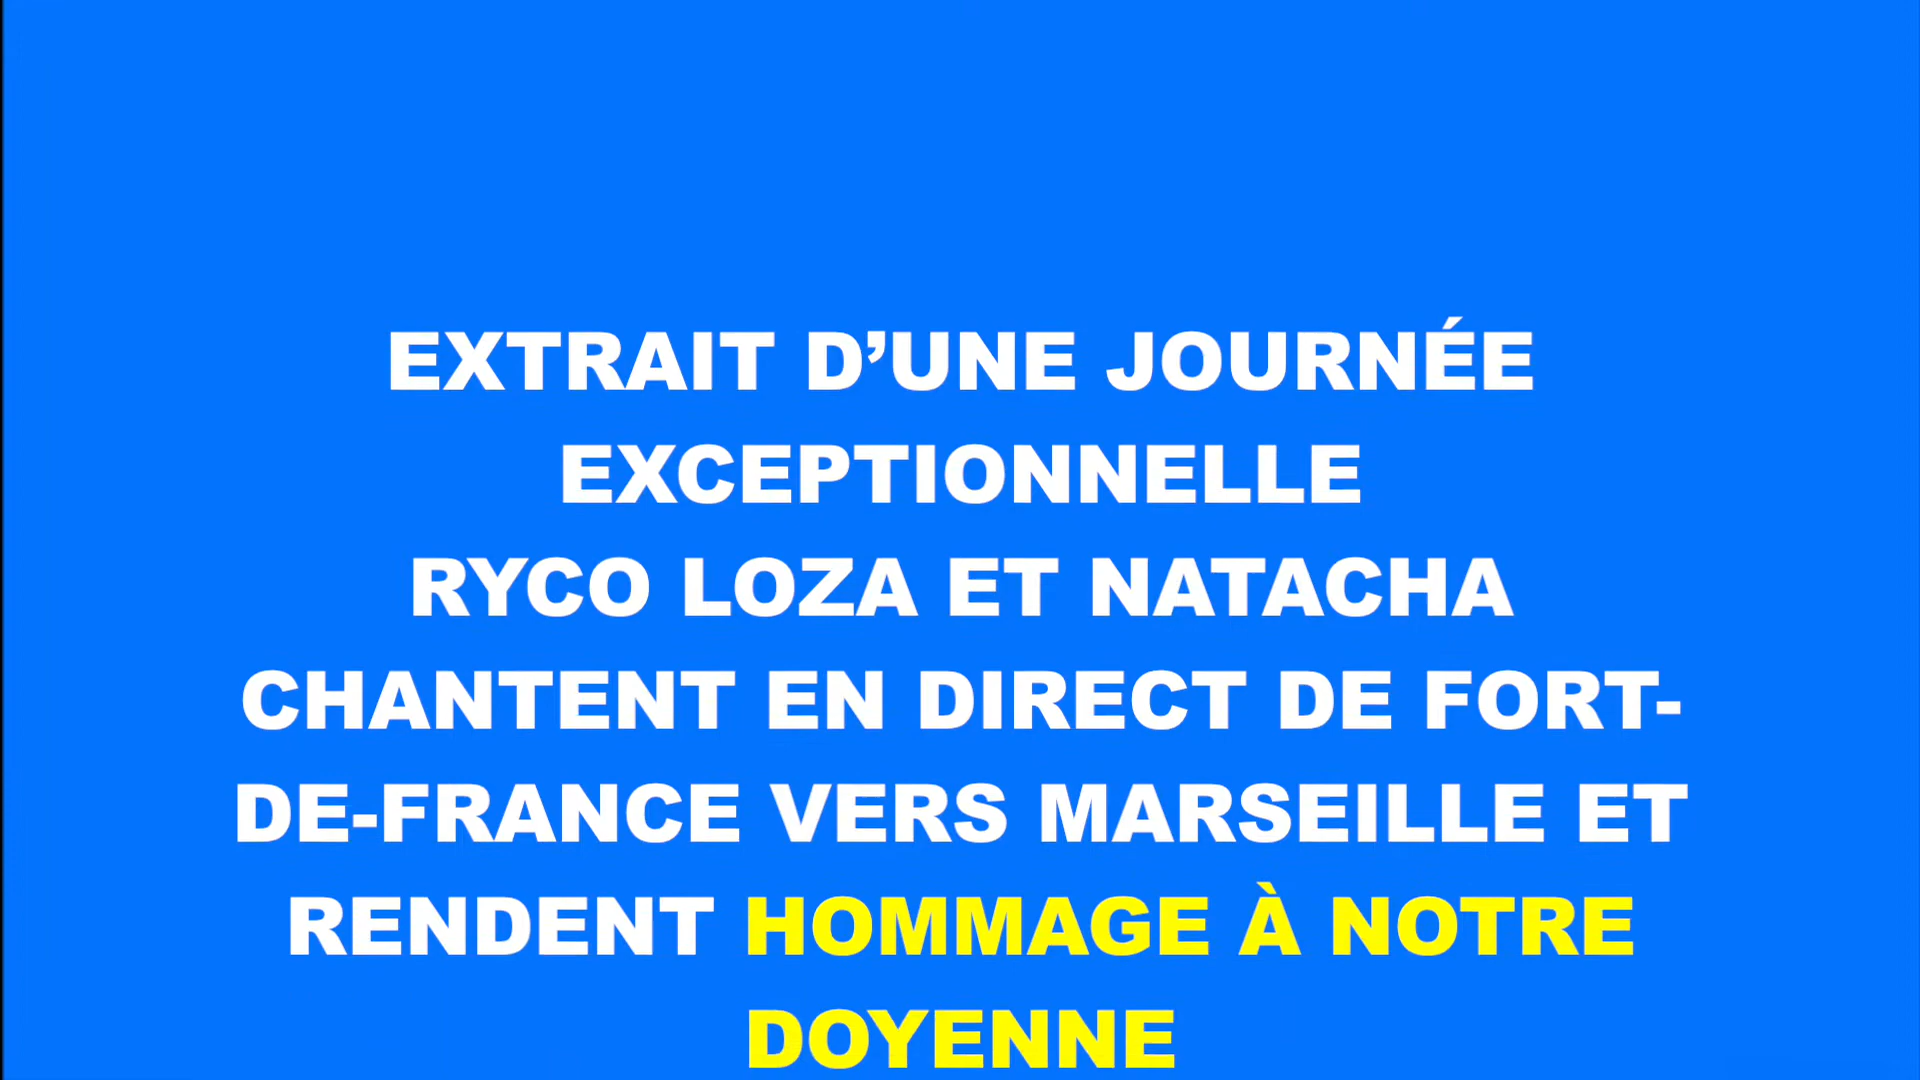 EXTRAIT D’UNE JOURNÉE
EXCEPTIONNELLE
RYCO LOZA ET NATACHA
CHANTENT EN DIRECT DE FORT-
DE-FRANCE VERS MARSEILLE ET
RENDENT HOMMAGE À NOTRE
DOYENNE